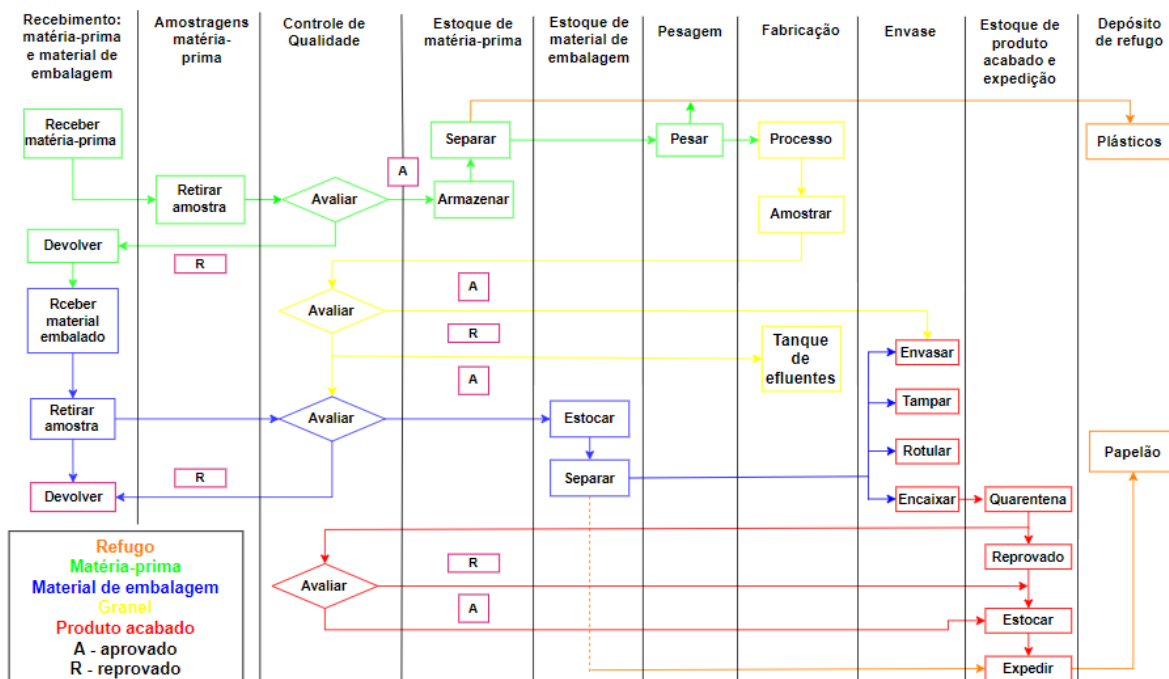 Recebimento:
matéria-prima
e material de
embalagem
Amostragens
matéria-
prima
Controle de
Qualidade
Estoque de
matéria-prima
Estoque de
material de
embalagem
Pesagem
Fabricação
Envase
Estoque de
produto
acabado e
expedição
Depósito
de refugo
Receber
matéria-prima
Separar
Pesar
Processo
Plásticos
A
Retirar
amostra
Avaliar
Armazenar
Amostrar
Devolver
R
Rceber
material
embalado
Avaliar
A
R
Tanque
de
efluentes
Envasar
A
Retirar
amostra
Avaliar
Estocar
Tampar
Separar
Rotular
Papelão
R
Devolver
Encaixar
Quarentena
Refugo
Matéria-prima
Material de embalagem
Granel
Produto acabado
A - aprovado
R - reprovado
Avaliar
R
A
Reprovado
Estocar
Expedir